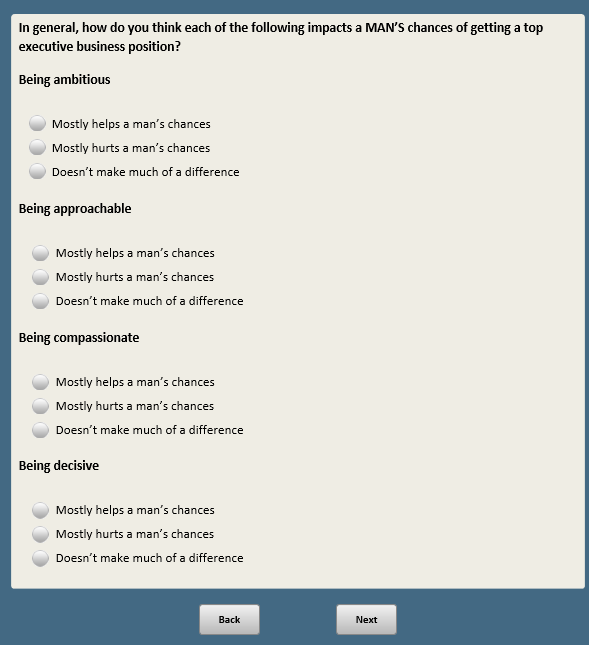 In general, how do you think each of the following impacts a MAN’S chances of getting a top
executive business position?
Being ambitious
Mostly helps a man’s chances
Mostly hurts a man’s chances
Doesn’t make much of a difference
Being approachable
Mostly helps a man’s chances
Mostly hurts a man’s chances
Doesn’t make much of a difference
Being compassionate
Mostly helps a man’s chances
Mostly hurts a man’s chances
Doesn’t make much of a difference
Being decisive
Mostly helps a man’s chances
Mostly hurts a man’s chances
Doesn’t make much of a difference
Back Next